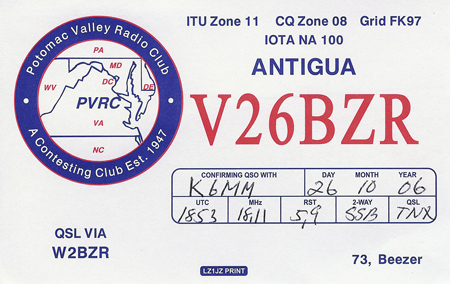 ITU Zone 11 CQ Zone 08 Grid FK97
IOTA NA 100
ANTIGUA
V26BZR
Potomac Valley Radio Club
PA
MD
WV
DC
DE
PVRC
VA
NC
A Contesting Club Est. 1947
CONFIRMING QSO WITH DAY MONTH YEAR
K6MM 26 10 06
UTC MHz RST 2-WAY QSL
1853 18.11 5,9 SSB TNX
QSL VIA
W2BZR
LZ1JZ PRINT
73, Beezer